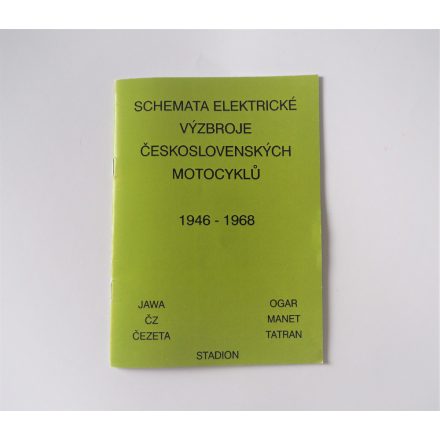 SCHEMATA ELEKTRICKÉ
VÝZBROJE
ČESKOSLOVENSKÝCH
MOTOCYKLŮ
1946 - 1968
JAWA
ČZ
ČEZETA
OGAR
MANET
TATRAN
STADION